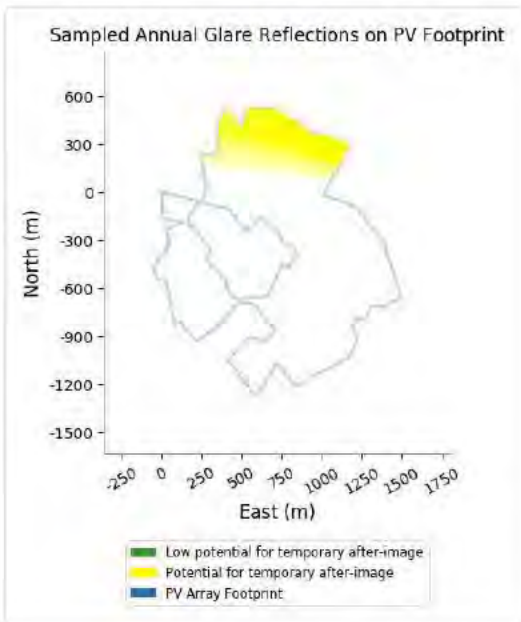 Sampled Annual Glare Reflections on PV Footprint
600
300
0
-300
-600
-900
-1200
-1500
North (m)
-250 0 250 500 750 1000 1250 1500 1750
East (m)
Low potential for temporary after-image
Potential for temporary after-image
PV Array Footprint